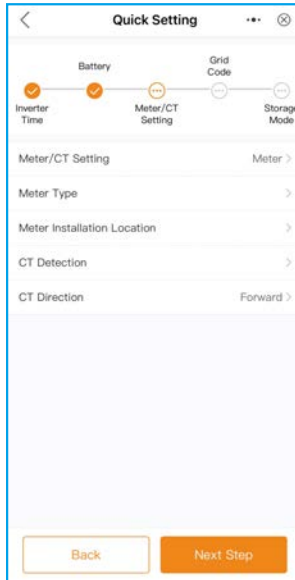 Quick Setting
Battery
Grid
Code
Inverter
Time
Meter/CT
Setting
Storage
Mode
Meter/CT Setting Meter
Meter Type
Meter Installation Location
CT Detection
CT Direction Forward
Back Next Step